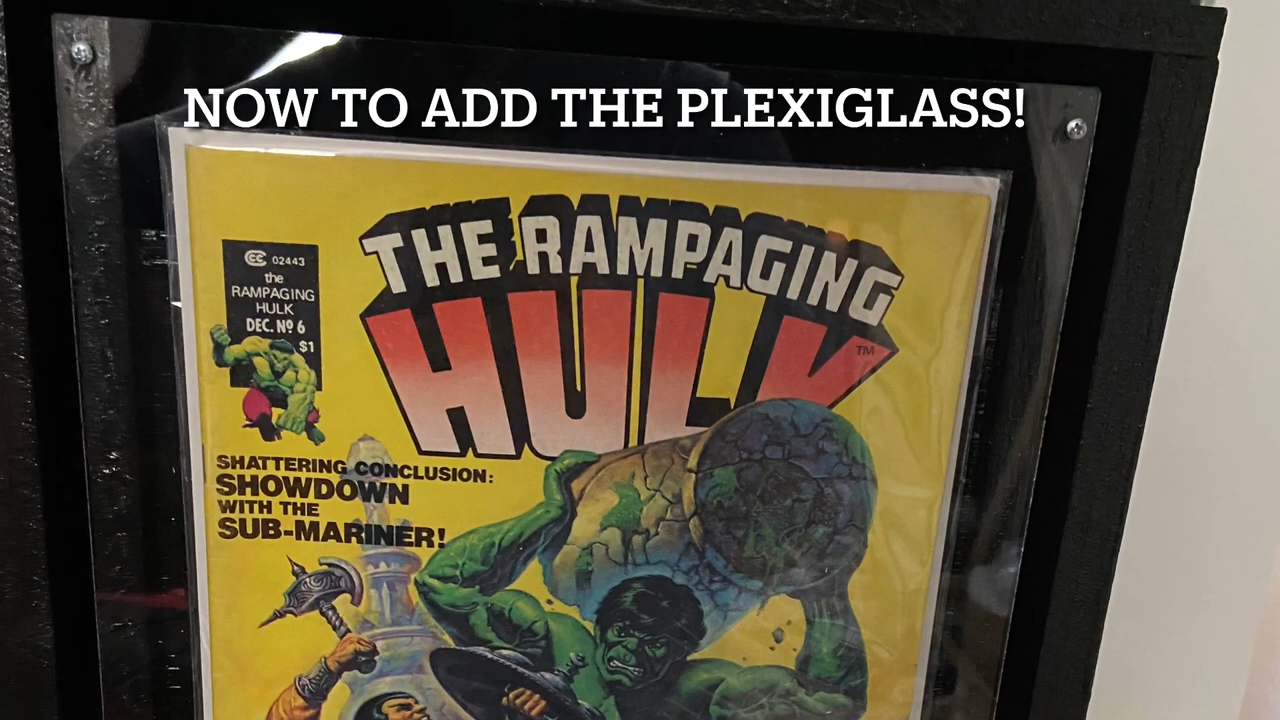 NOW TO ADD THE PLEXIGLASS!
THE RAMPAGING
HULK
TM
CC 02443
the
RAMPAGING
HULK
DEC. Nº 6
$1
SHATTERING CONCLUSION:
SHOWDOWN
WITH THE
SUB-MARINER!